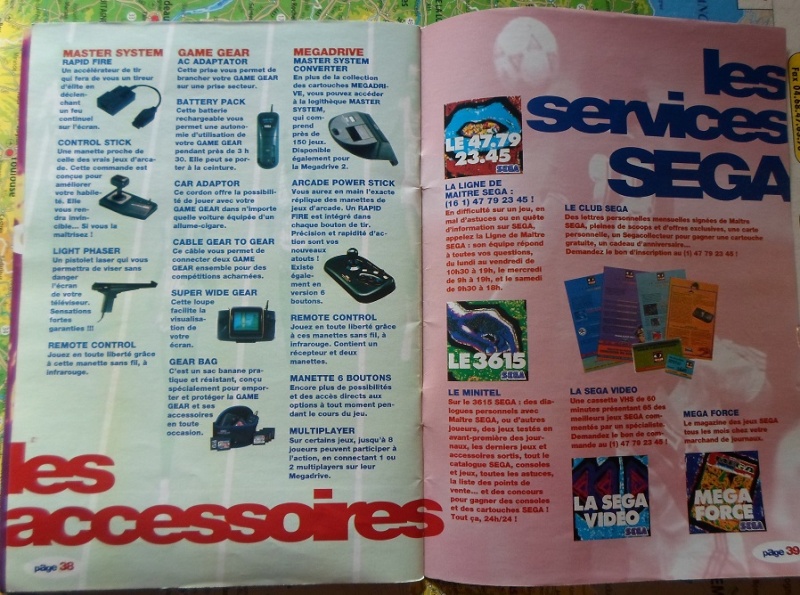 MASTER SYSTEM
RAPID FIRE
Un accélérateur de tir
qui fera de vous un tireur
d'élite en
déclen-
chant
un feu
continuel
sur l'écran.
CONTROL STICK
Une manette proche de
celle des vrais jeux d'arca-
de. Cette commande est
conçue pour
améliorer
votre habile-
té. Elle
vous ren-
dra invin-
cible... Si vous la
maîtrisez !
LIGHT PHASER
Un pistolet laser qui vous
permettra de viser sans
danger
l'écran
de votre
téléviseur.
Sensations
fortes
garanties !!!
REMOTE CONTROL
Jouez en toute liberté grâce
à cette manette sans fil, à
infrarouge.
GAME GEAR
AC ADAPTATOR
Cette prise vous permet de
brancher votre GAME GEAR
sur une prise secteur.
BATTERY PACK
Cette batterie
rechargeable vous
permet une autono-
mie d'utilisation de
votre GAME GEAR
pendant près de 3 h
30. Elle peut se por-
ter à la ceinture.
CAR ADAPTOR
Ce cordon offre la possibili-
té de jouer avec votre
GAME GEAR dans n'importe
quelle voiture équipée d'un
allume-cigare.
CABLE GEAR TO GEAR
Ce câble vous permet de
connecter deux GAME
GEAR ensemble pour des
compétitions acharnées.
SUPER WIDE GEAR
Cette loupe
facilite la
visualisa-
tion de
votre
écran.
GEAR BAG
C'est un sac banane pra-
tique et résistant, conçu
spécialement pour empor-
ter et protéger la GAME
GEAR et ses
accessoires
en toute
occasion.
MEGADRIVE
MASTER SYSTEM
CONVERTER
En plus de la collection
des cartouches MEGADRI-
VE, vous pouvez accéder
à la logithèque MASTER
SYSTEM,
qui com-
prend
près de
150 jeux.
Disponible
également pour
la Megadrive 2.
ARCADE POWER STICK
Vous aurez en main l'exacte
réplique des manettes de
jeux d'arcade. Un RAPID
FIRE est intégré dans
chaque bouton de tir.
Précision et rapidité d'ac-
tion sont vos
nouveaux
atouts !
Existe
égale-
ment en
version 6
boutons.
REMOTE CONTROL
Jouez en toute liberté grâce
à ces manettes sans fil, à
infrarouge. Contient un
récepteur et deux
manettes.
MANETTE 6 BOUTONS
Encore plus de possibilités
et des accès directs aux
options à tout moment pen-
dant le cours du jeu.
MULTIPLAYER
Sur certains jeux, jusqu'à 8
joueurs peuvent participer à
l'action, en connectant 1 ou
2 multiplayers sur leur
Megadrive.
les
accessoires
page 38
les
services
SEGA
LE 47.79
23.45
SEGA
LA LIGNE DE
MAITRE SEGA :
(16 1) 47 79 23 45 !
En difficulté sur un jeu, en
mal d'astuces ou en quête
d'information sur SEGA,
appelez la Ligne de Maître
SEGA : son équipe répond
à toutes vos questions,
du lundi au vendredi de
10h30 à 19h, le mercredi
de 9h à 19h, et le samedi
de 9h30 à 18h.
LE 3615
SEGA
LE MINITEL
Sur le 3615 SEGA : des dia-
logues personnels avec
Maître SEGA, ou d'autres
joueurs, des jeux testés en
avant-première des jour-
naux, les derniers jeux et
accessoires sortis, tout le
catalogue SEGA, consoles
et jeux, toutes les astuces,
la liste des points de
vente... et des concours
pour gagner des consoles
et des cartouches SEGA !
Tout ça, 24h/24 !
LE CLUB SEGA
Des lettres personnelles mensuelles signées de Maître
SEGA, pleines de scoops et d'offres exclusives, une carte
personnelle, un Segacollector pour gagner une cartouche
gratuite, un cadeau d'anniversaire...
Demandez le bon d'inscription au (1) 47 79 23 45 !
LA SEGA VIDEO
Une cassette VHS de 60
minutes présentant 65 des
meilleurs jeux SEGA com-
mentés par un spécialiste.
Demandez le bon de com-
mande au (1) 47 79 23 45 !
LA SEGA
VIDEO
SEGA
MEGA FORCE
Le magazine des jeux SEGA
tous les mois chez votre
marchand de journaux.
MEGA
FORCE
SEGA
page 39
Toulouse